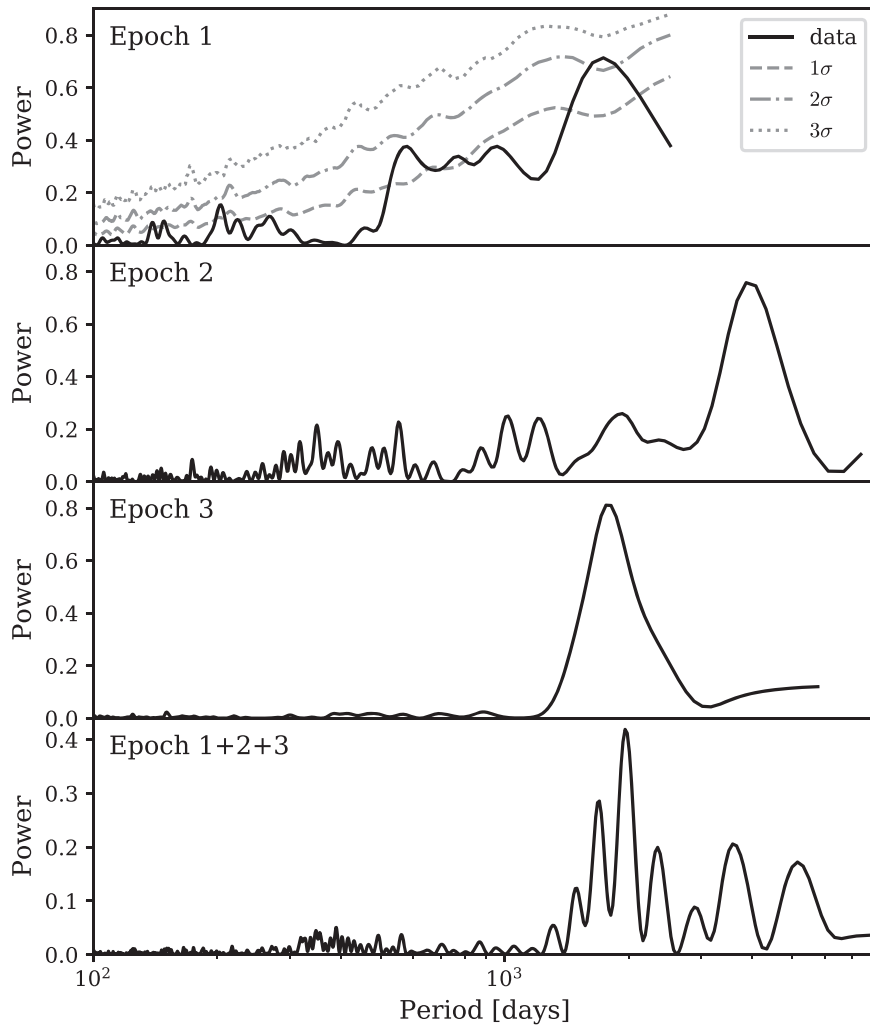 Epoch 1
data
1σ
2σ
3σ
0.8
0.6
0.4
0.2
0.0
Power
Epoch 2
0.8
0.6
0.4
0.2
0.0
Power
Epoch 3
0.8
0.6
0.4
0.2
0.0
Power
Epoch 1+2+3
0.4
0.3
0.2
0.1
0.0
Power
10²
10³
Period [days]